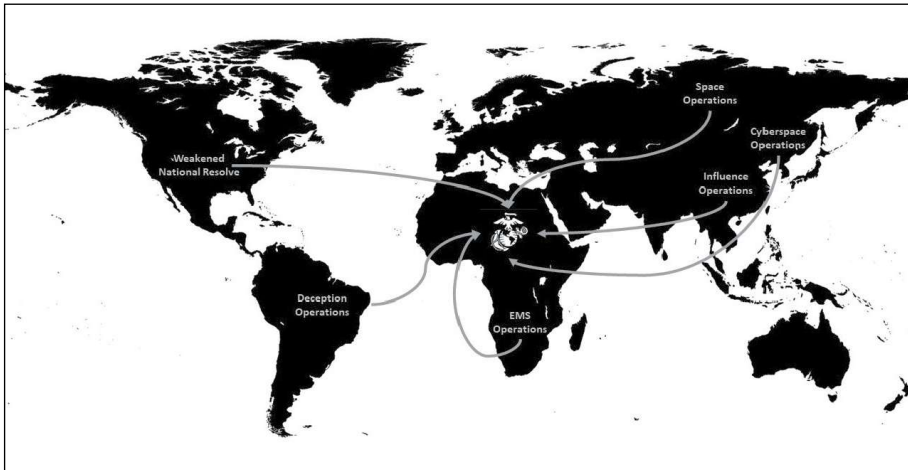 Space
Operations
Cyberspace
Operations
Weakened
National Resolve
Influence
Operations
Deception
Operations
EMS
Operations